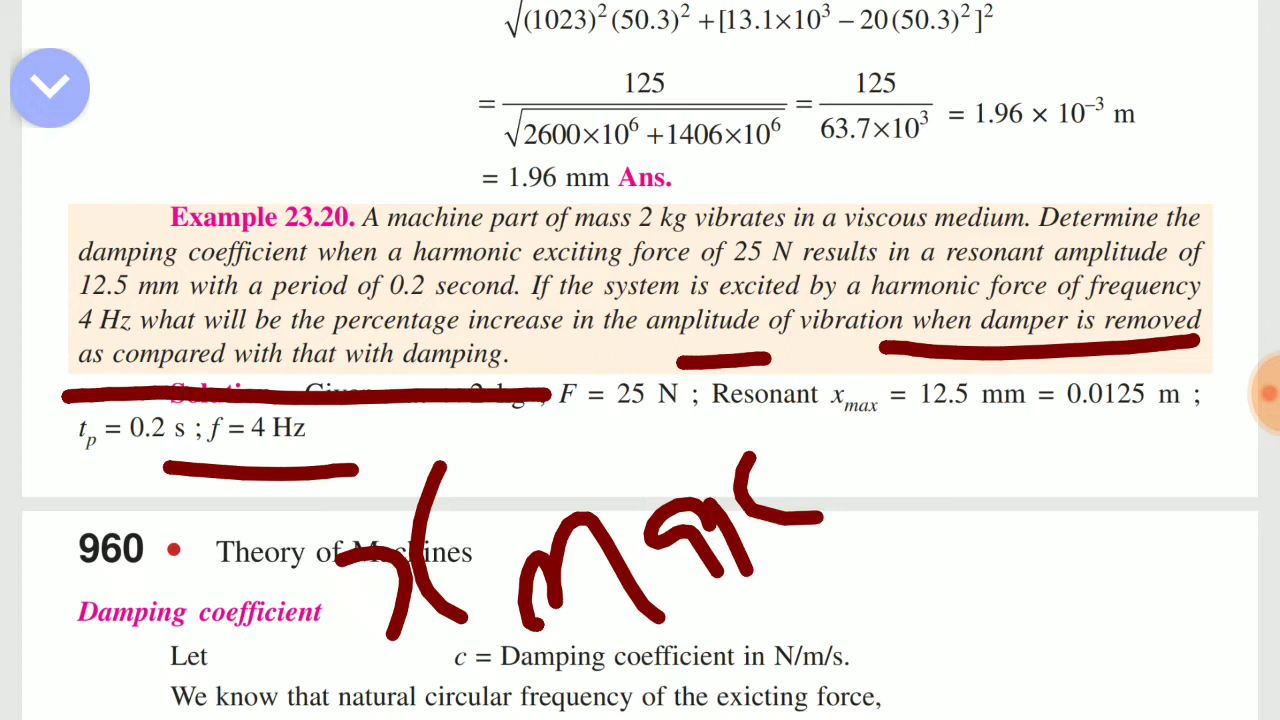 √(1023)² (50.3)² + [13.1×10³ – 20 (50.3)² ]²
= 125 / √2600×10⁶ + 1406×10⁶ = 125 / 63.7×10³ = 1.96 × 10⁻³ m
= 1.96 mm Ans.
Example 23.20. A machine part of mass 2 kg vibrates in a viscous medium. Determine the
damping coefficient when a harmonic exciting force of 25 N results in a resonant amplitude of
12.5 mm with a period of 0.2 second. If the system is excited by a harmonic force of frequency
4 Hz what will be the percentage increase in the amplitude of vibration when damper is removed
as compared with that with damping.
Solution. F = 25 N ; Resonant x_max = 12.5 mm = 0.0125 m ;
t_p = 0.2 s ; f = 4 Hz
x max
960 • Theory of Machines
Damping coefficient
Let c = Damping coefficient in N/m/s.
We know that natural circular frequency of the exicting force,